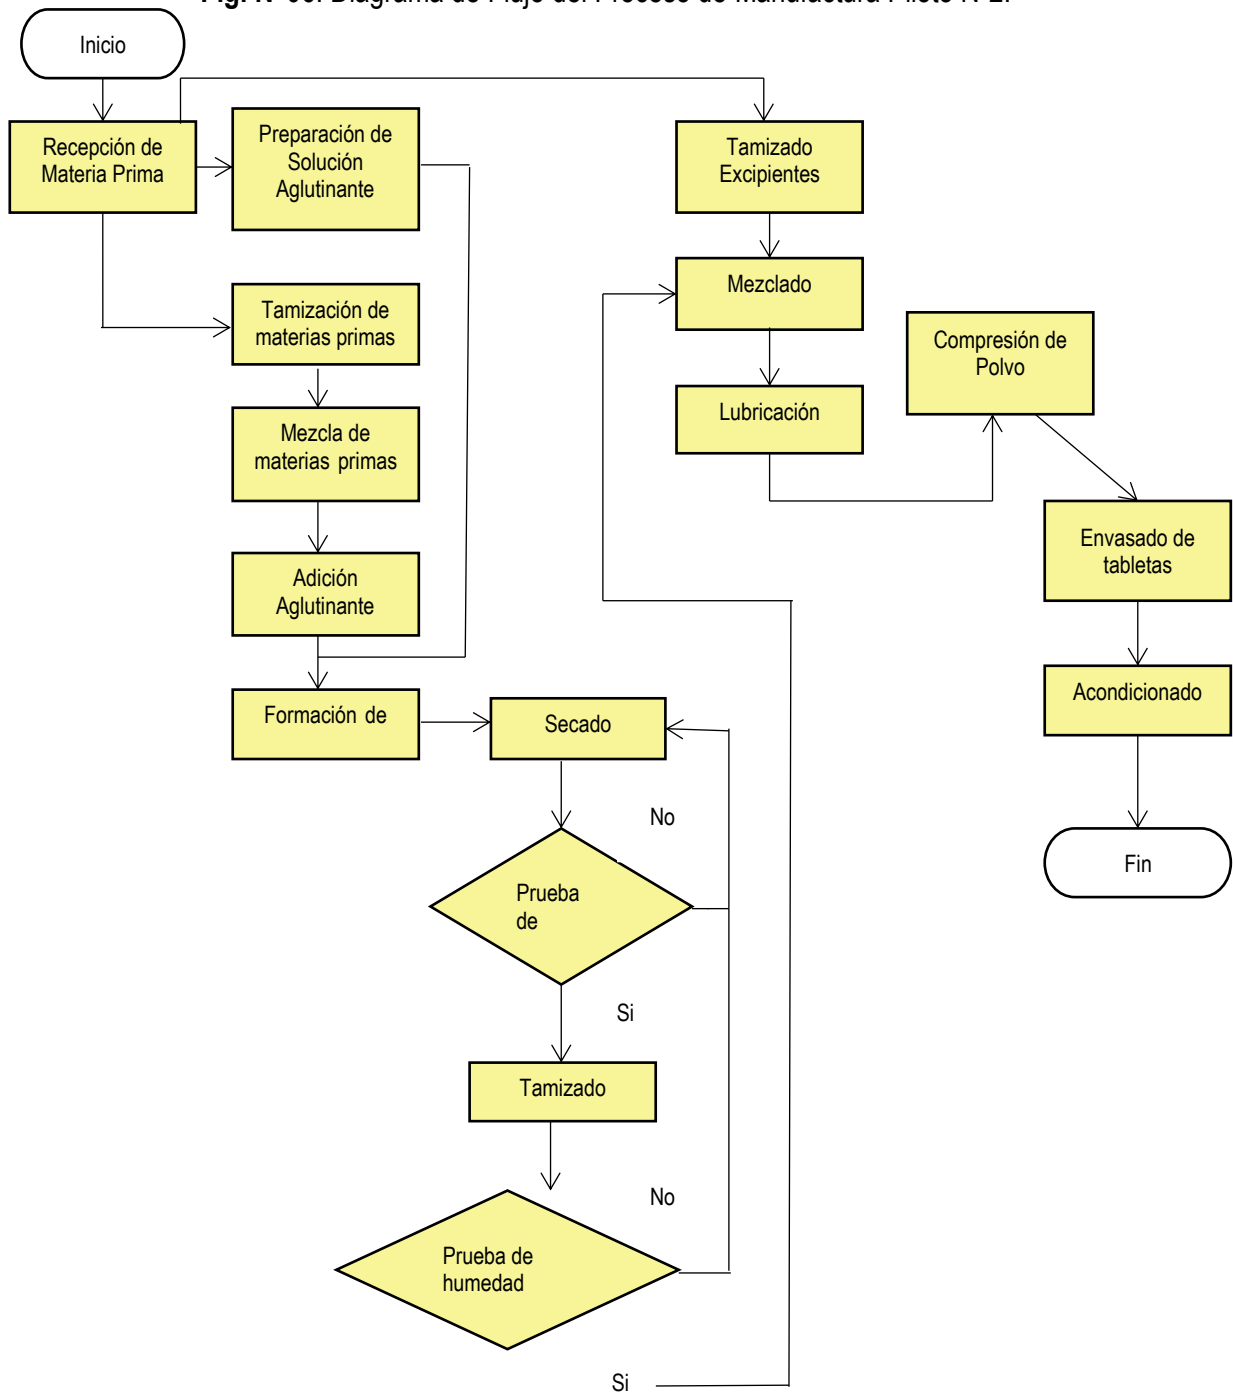 Inicio
Recepción de
Materia Prima
Preparación de
Solución
Aglutinante
Tamización de
materias primas
Mezcla de
materias primas
Adición
Aglutinante
Formación de
Secado
No
Prueba
de
Si
Tamizado
No
Prueba de
humedad
Si
Tamizado
Excipientes
Mezclado
Lubricación
Compresión de
Polvo
Envasado de
tabletas
Acondicionado
Fin